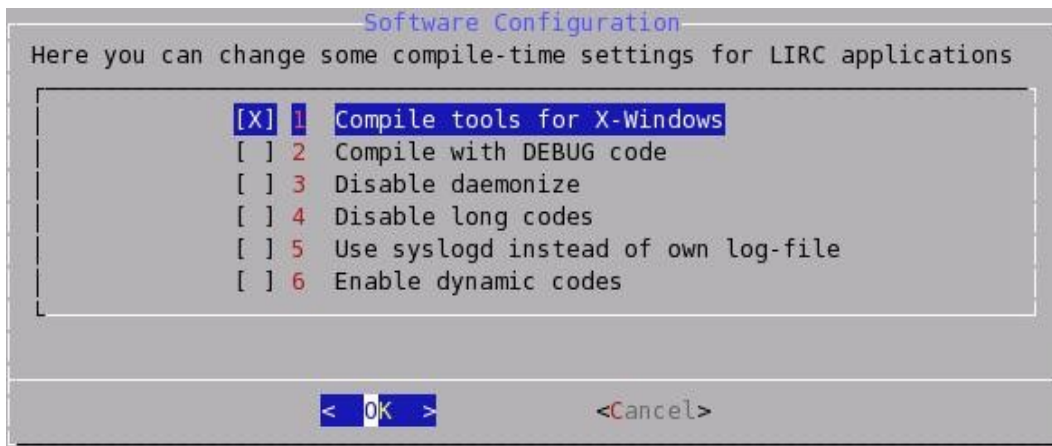 Software Configuration
Here you can change some compile-time settings for LIRC applications
[X] 1 Compile tools for X-Windows
[ ] 2 Compile with DEBUG code
[ ] 3 Disable daemonize
[ ] 4 Disable long codes
[ ] 5 Use syslogd instead of own log-file
[ ] 6 Enable dynamic codes
< OK > <Cancel>